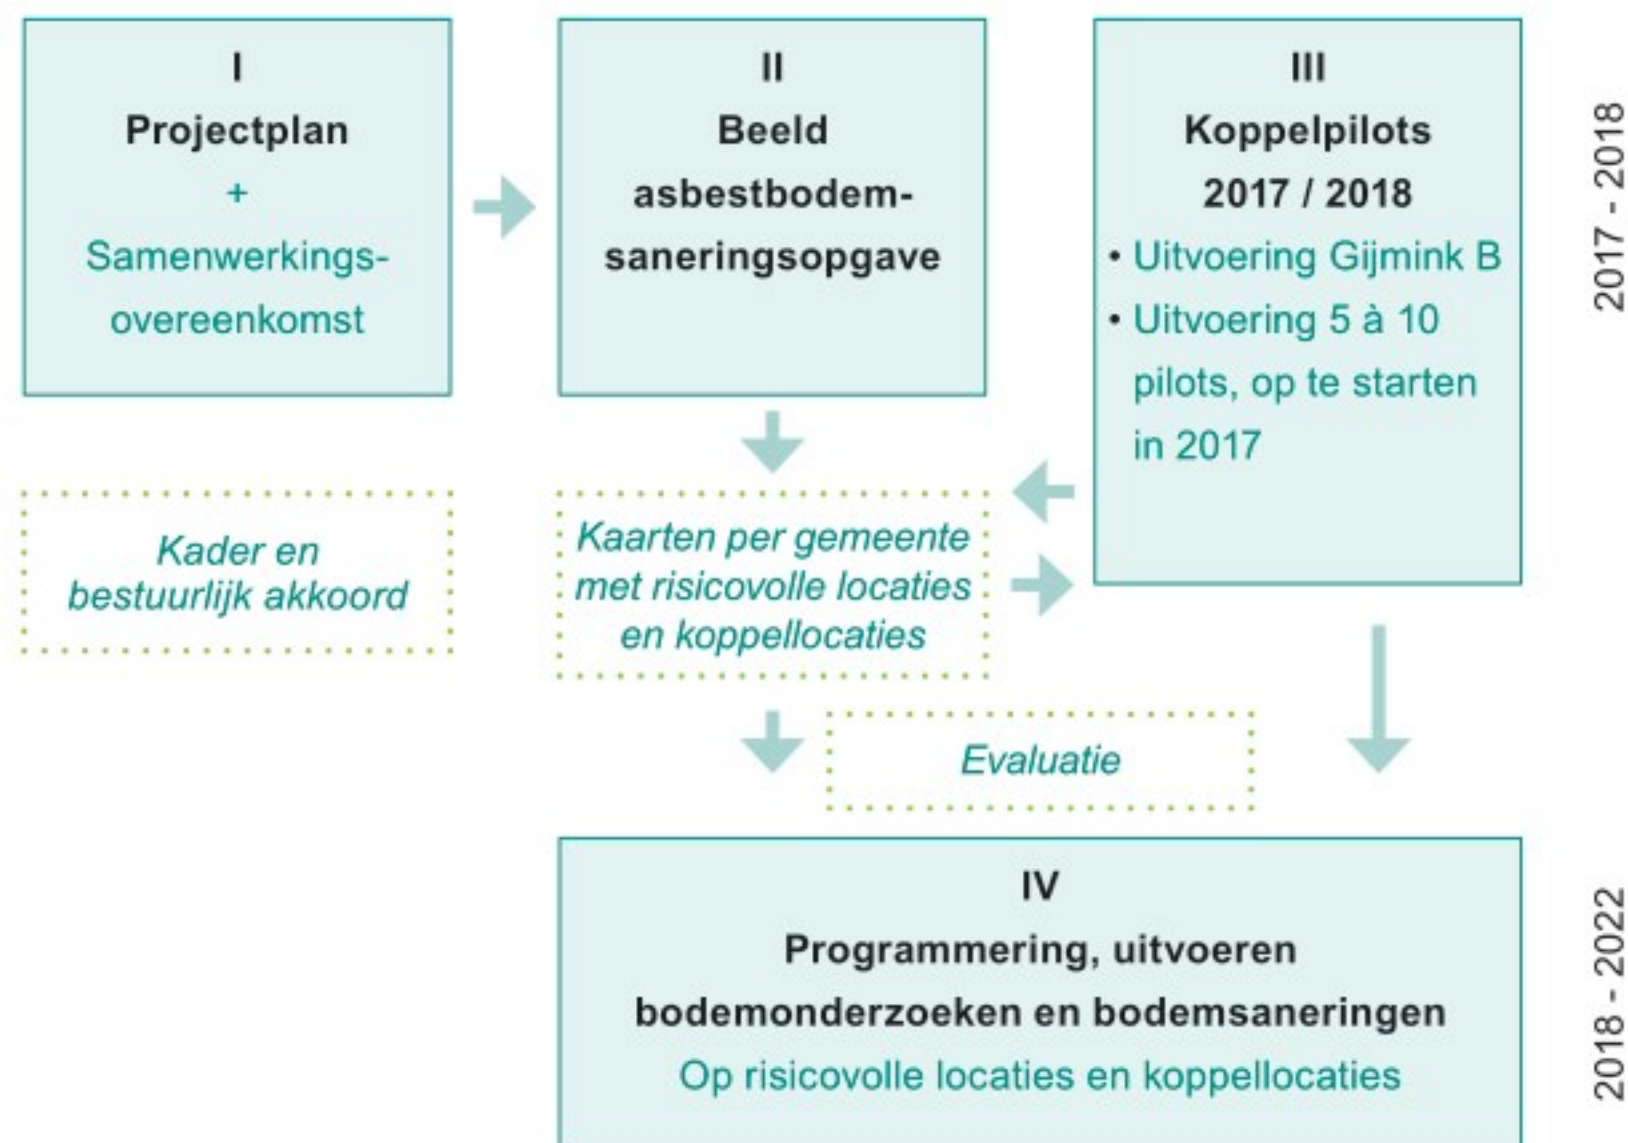 I
Projectplan
+
Samenwerkings-
overeenkomst
II
Beeld
asbestbodem-
saneringsopgave
III
Koppelpilots
2017 / 2018
• Uitvoering Gijmink B
• Uitvoering 5 à 10
pilots, op te starten
in 2017
2017 - 2018
Kader en
bestuurlijk akkoord
Kaarten per gemeente
met risicovolle locaties
en koppellocaties
Evaluatie
IV
Programmering, uitvoeren
bodemonderzoeken en bodemsaneringen
Op risicovolle locaties en koppellocaties
2018 - 2022